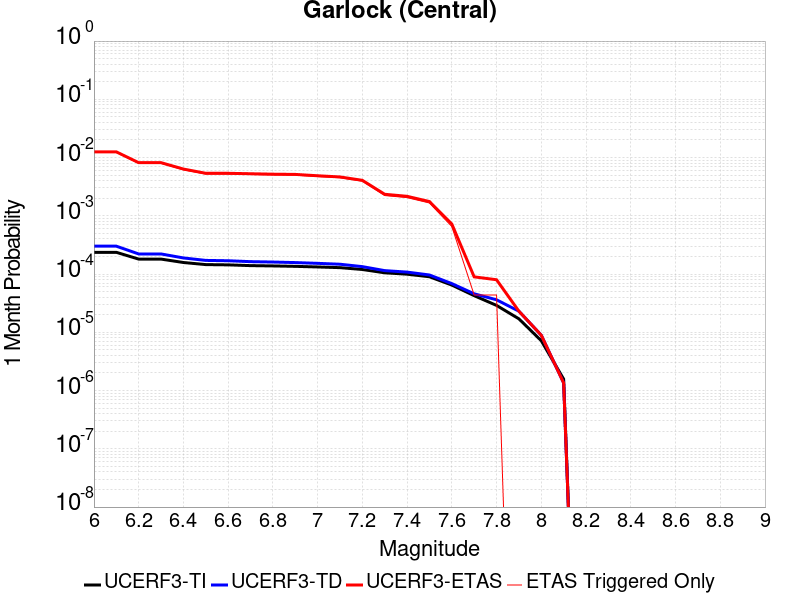 Garlock (Central)
10 0
10 -1
10 -2
10 -3
10 -4
10 -5
10 -6
10 -7
10 -8
1 Month Probability
6 6.2 6.4 6.6 6.8 7 7.2 7.4 7.6 7.8 8 8.2 8.4 8.6 8.8 9
Magnitude
UCERF3-TI UCERF3-TD UCERF3-ETAS ETAS Triggered Only